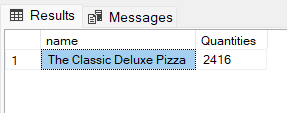 Results Messages
name Quantities
1 The Classic Deluxe Pizza 2416